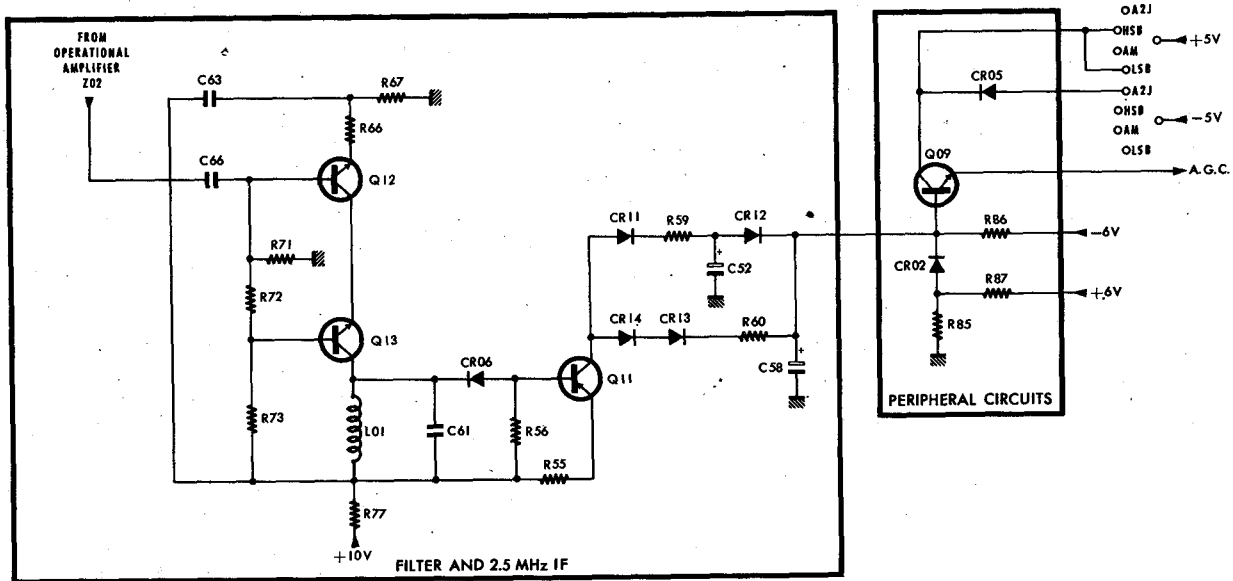 FROM
OPERATIONAL
AMPLIFIER
Z02
C63
R67
R66
C66
Q12
R71
R72
Q13
R73
L01
C61
CR06
R56
R55
Q11
R77
+10V
CR11
R59
CR12
C52
CR14
CR13
R60
C58
FILTER AND 2.5 MHz IF
A2J
HSB
+5V
AM
LSB
CR05
A2J
HSB
-5V
AM
LSB
Q09
A.G.C.
R86
-6V
CR02
R87
+6V
R85
PERIPHERAL CIRCUITS